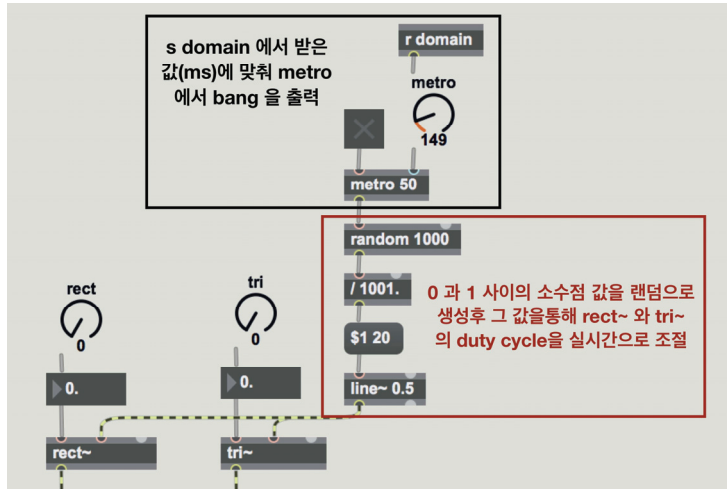 s domain 에서 받은
값(ms)에 맞춰 metro
에서 bang 을 출력
r domain
metro
149
metro 50
random 1000
/ 1001.
0 과 1 사이의 소수점 값을 랜덤으로
생성후 그 값을통해 rect~ 와 tri~
의 duty cycle을 실시간으로 조절
$1 20
line~ 0.5
rect
0
tri
0
0.
0.
rect~
tri~